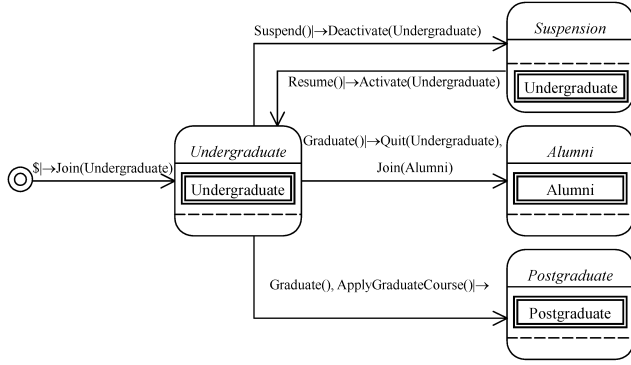 Suspension
Suspend()|→Deactivate(Undergraduate)
Resume()|→Activate(Undergraduate)
Undergraduate
Undergraduate
Graduate()|→Quit(Undergraduate),
Join(Alumni)
Alumni
$|→Join(Undergraduate)
Undergraduate
Alumni
Postgraduate
Graduate(), ApplyGraduateCourse()|→
Postgraduate